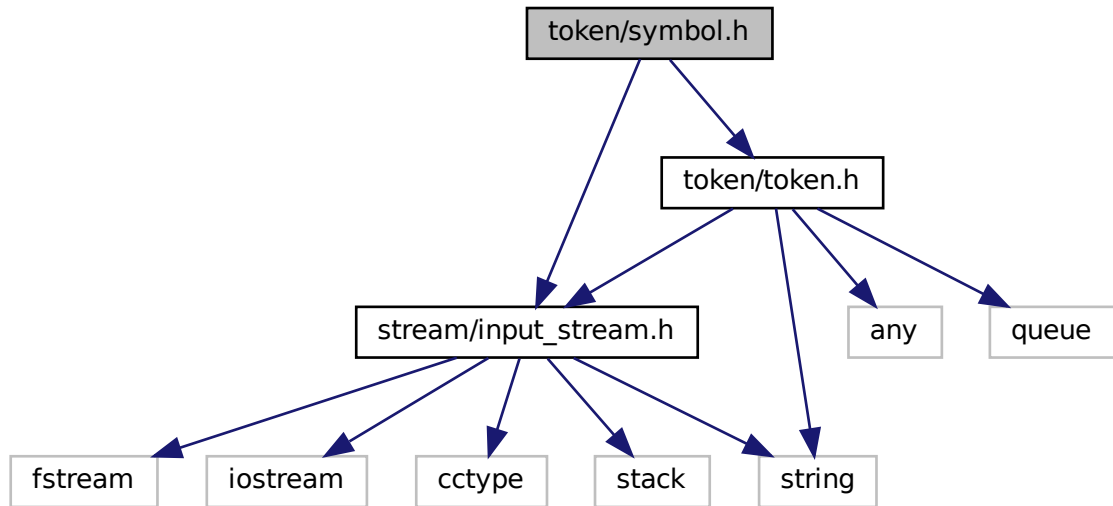 token/symbol.h
token/token.h
stream/input_stream.h
any
queue
fstream
iostream
cctype
stack
string